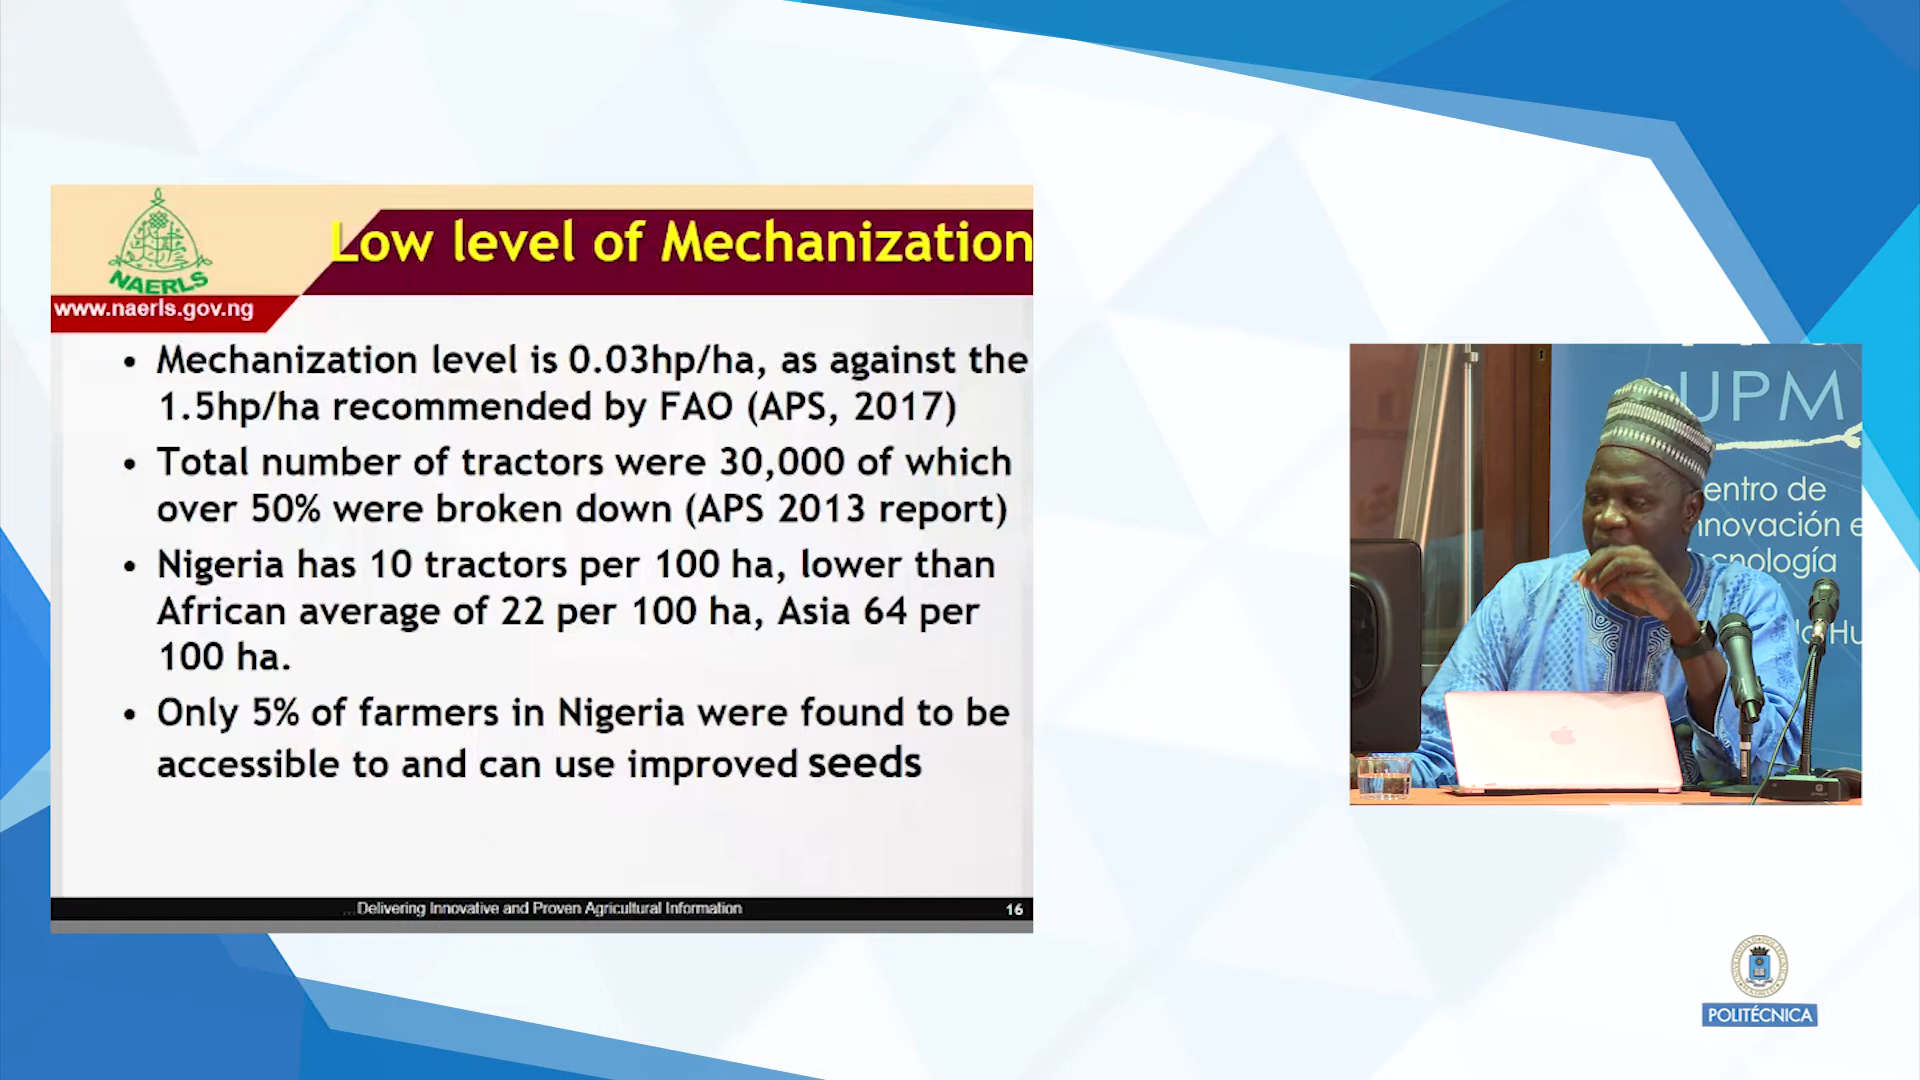 Low level of Mechanization
NAERLS
www.naerls.gov.ng
• Mechanization level is 0.03hp/ha, as against the
1.5hp/ha recommended by FAO (APS, 2017)
• Total number of tractors were 30,000 of which
over 50% were broken down (APS 2013 report)
• Nigeria has 10 tractors per 100 ha, lower than
African average of 22 per 100 ha, Asia 64 per
100 ha.
• Only 5% of farmers in Nigeria were found to be
accessible to and can use improved seeds
...Delivering Innovative and Proven Agricultural Information
16
UPM
entro de
nnovación e
cnología
Hu
POLITÉCNICA